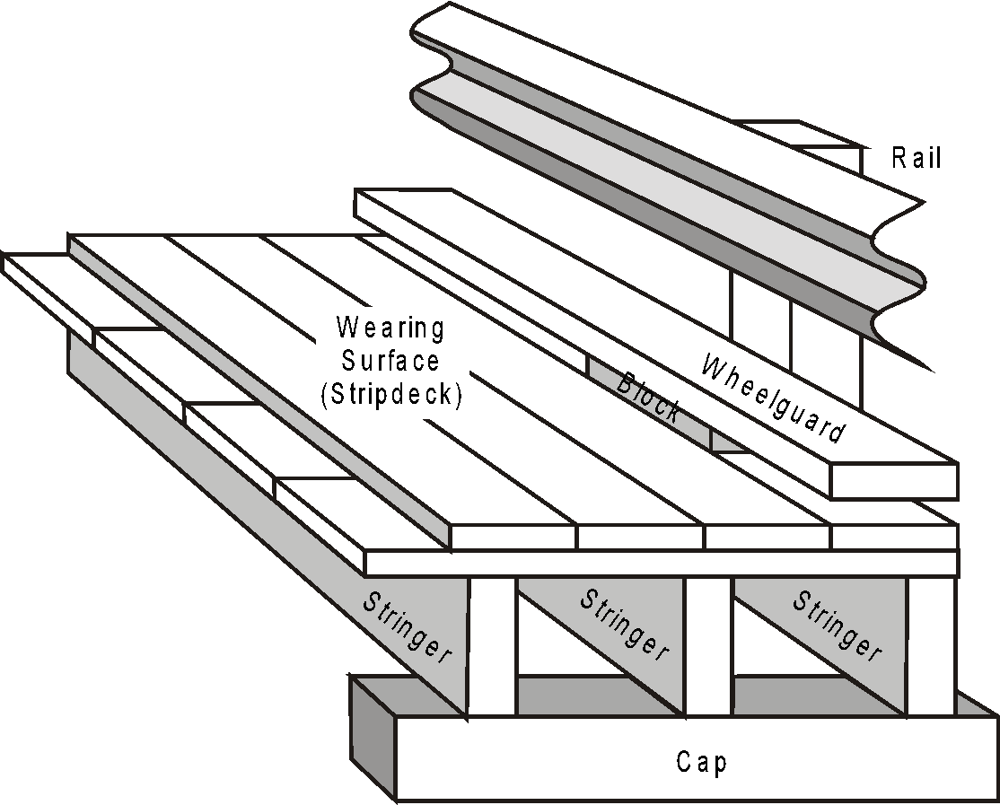 Rail
Wearing
Surface
(Stripdeck)
Block
Wheelguard
Stringer
Stringer
Stringer
Cap